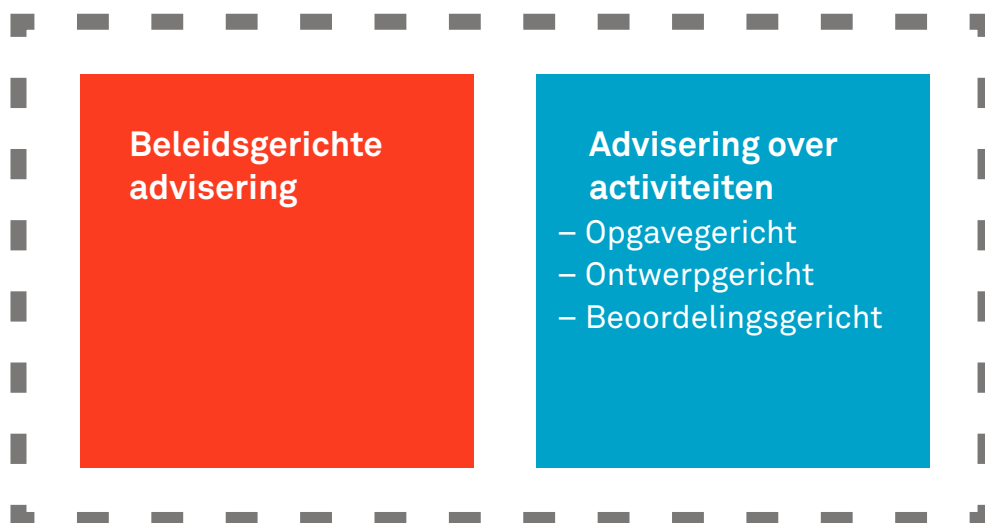 Beleidsgerichte
advisering
Advisering over
activiteiten
– Opgavegericht
– Ontwerpgericht
– Beoordelingsgericht